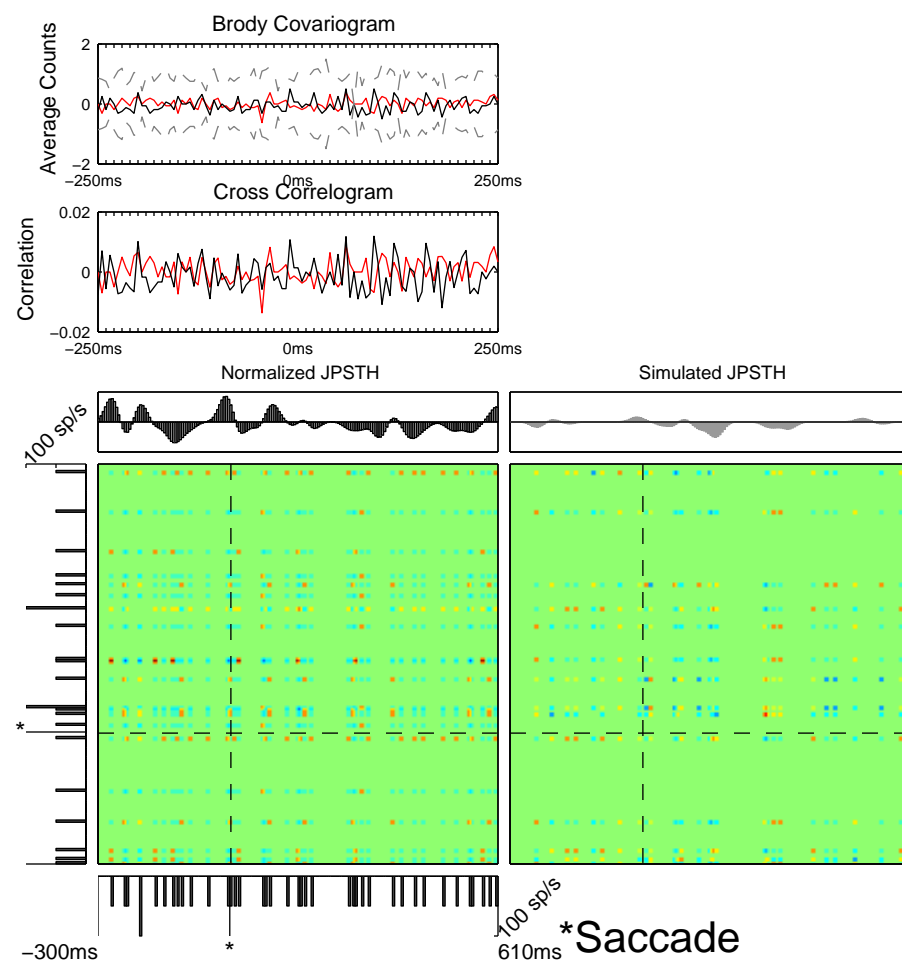 Brody Covariogram
Average Counts
2
0
−2
−250ms
0ms
250ms
Cross Correlogram
Correlation
0.02
0
−0.02
−250ms
0ms
250ms
Normalized JPSTH
Simulated JPSTH
100 sp/s
*
*
100 sp/s
−300ms
610ms
*Saccade